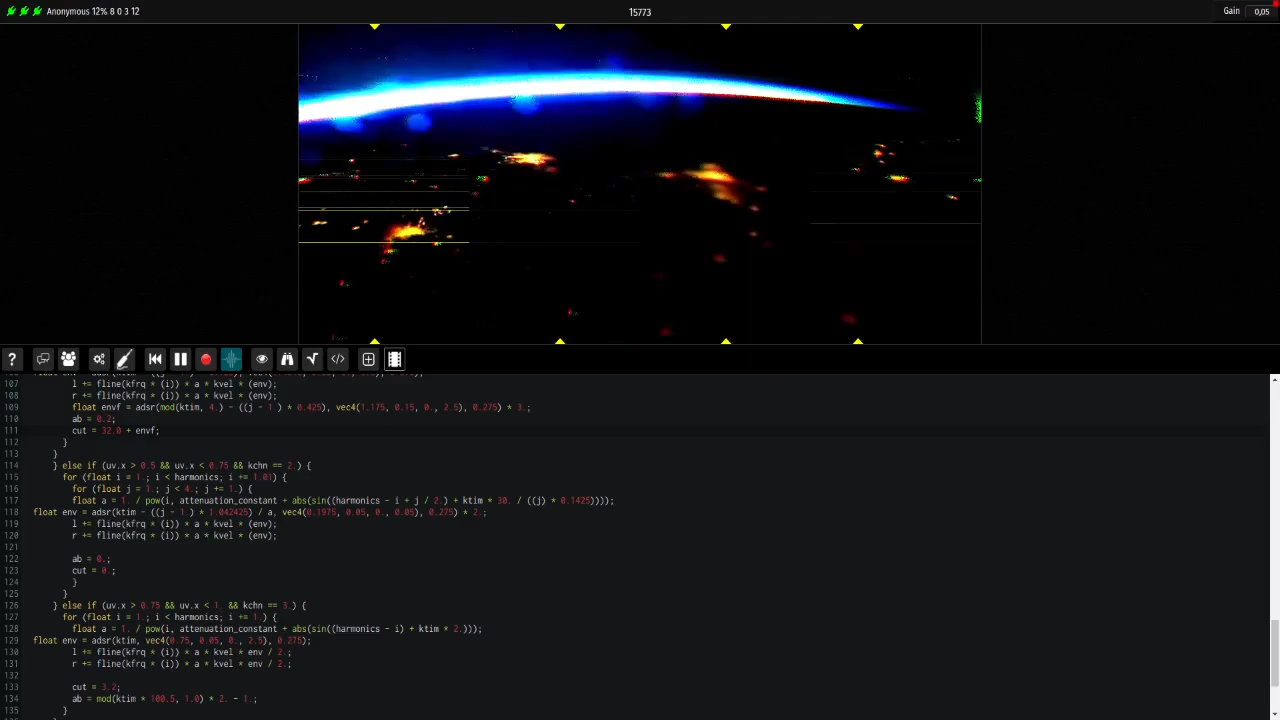 Anonymous 12% 8 0 3 12
15773
Gain 0,05
107 l += fline(kfrq * (i)) * a * kvel * (env);
108 r += fline(kfrq * (i)) * a * kvel * (env);
109 float envf = adsr(mod(ktim, 4.) - ((j - 1.) * 0.425), vec4(1.175, 0.15, 0., 2.5), 0.275) * 3.;
110 ab = 0.2;
111 cut = 32.0 + envf;
112 }
113 }
114 } else if (uv.x > 0.5 && uv.x < 0.75 && kchn == 2.) {
115 for (float i = 1.; i < harmonics; i += 1.01) {
116 for (float j = 1.; j < 4.; j += 1.) {
117 float a = 1. / pow(i, attenuation_constant + abs(sin((harmonics - i + j / 2.) + ktim * 30. / ((j) * 0.1425))));
118 float env = adsr(ktim - ((j - 1.) * 1.042425) / a, vec4(0.1975, 0.05, 0., 0.05), 0.275) * 2.;
119 l += fline(kfrq * (i)) * a * kvel * (env);
120 r += fline(kfrq * (i)) * a * kvel * (env);
121
122 ab = 0.;
123 cut = 0.;
124 }
125 }
126 } else if (uv.x > 0.75 && uv.x < 1. && kchn == 3.) {
127 for (float i = 1.; i < harmonics; i += 1.) {
128 float a = 1. / pow(i, attenuation_constant + abs(sin((harmonics - i) + ktim * 2.)));
129 float env = adsr(ktim, vec4(0.75, 0.05, 0., 2.5), 0.275);
130 l += fline(kfrq * (i)) * a * kvel * env / 2.;
131 r += fline(kfrq * (i)) * a * kvel * env / 2.;
132
133 cut = 3.2;
134 ab = mod(ktim * 100.5, 1.0) * 2. - 1.;
135 }